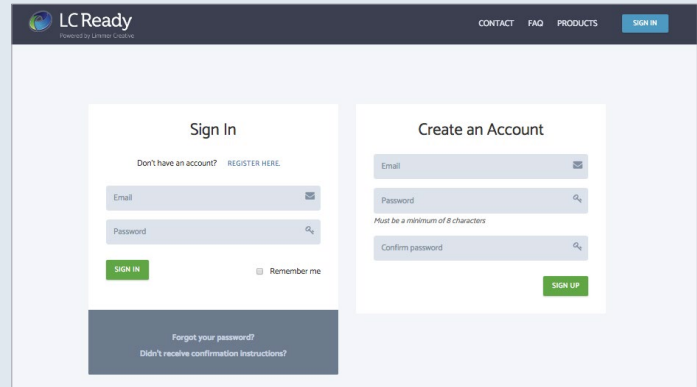 LC Ready
Powered by Limmer Creative
CONTACT FAQ PRODUCTS SIGN IN
Sign In
Don't have an account? REGISTER HERE.
Email
Password
SIGN IN
Remember me
Forgot your password?
Didn't receive confirmation instructions?
Create an Account
Email
Password
Must be a minimum of 8 characters
Confirm password
SIGN UP